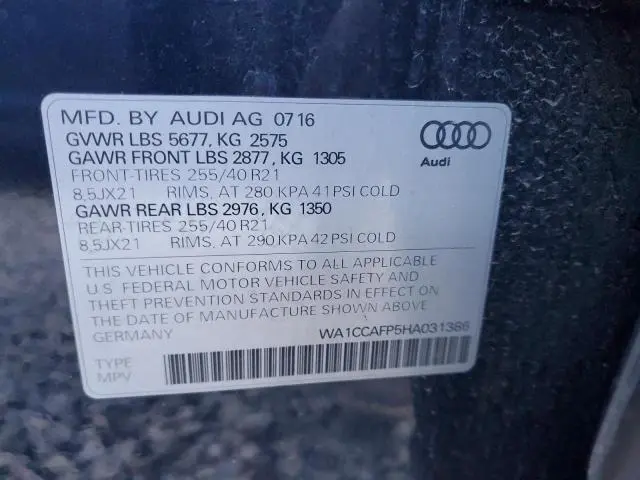 MFD. BY AUDI AG 0716
GVWR LBS 5677, KG 2575
GAWR FRONT LBS 2877, KG 1305
FRONT-TIRES 255/40 R21
8,5JX21 RIMS, AT 280 KPA 41 PSI COLD
GAWR REAR LBS 2976, KG 1350
REAR-TIRES 255/40 R21
8,5JX21 RIMS, AT 290 KPA 42 PSI COLD
Audi
THIS VEHICLE CONFORMS TO ALL APPLICABLE
U.S. FEDERAL MOTOR VEHICLE SAFETY AND
THEFT PREVENTION STANDARDS IN EFFECT ON
THE DATE OF MANUFACTURE SHOWN ABOVE
GERMANY WA1CCAFP5HA031386
TYPE
MPV